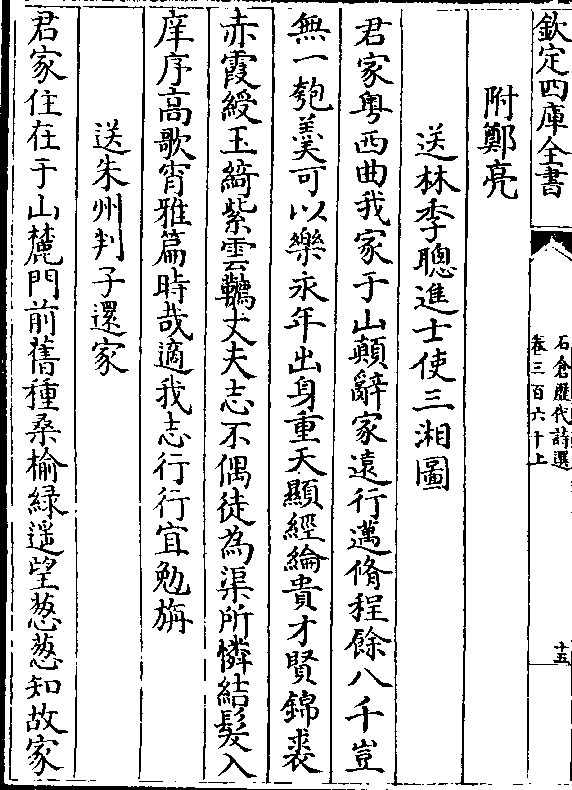 欽定四庫全書
石倉歴代詩選
卷三百六十上
十五
附鄭亮
送林季聰進士使三湘圖
君家粤西曲我家于山顛辭家遠行邁脩程餘八千豈
無一匏羹可以樂永年出身重天顯經綸貴才賢錦裘
赤霞綬玉綺紫雲韉丈夫志不偶徒為渠所憐結髮入
庠序高歌宵雅篇時哉適我志行行宜勉旃
送朱州判子還家
君家住在于山麓門前舊種桑榆緑遥望葱葱知故家